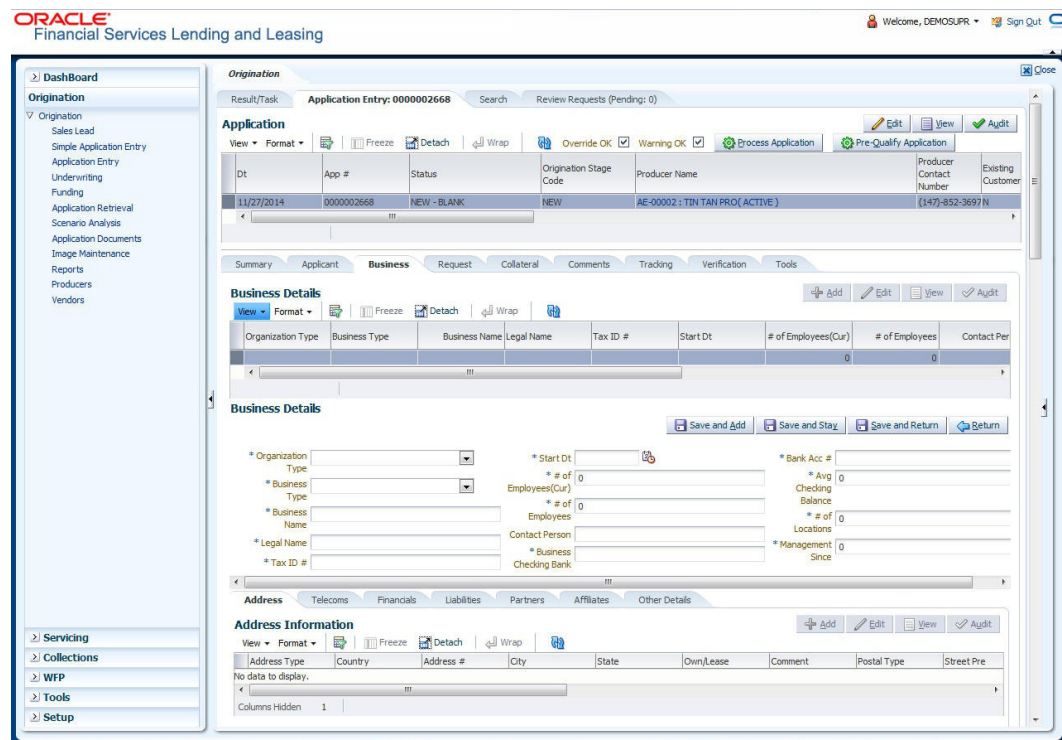 ORACLE
Financial Services Lending and Leasing
Welcome, DEMOSUPR Sign Out
Close
DashBoard
Origination
Origination
Sales Lead
Simple Application Entry
Application Entry
Underwriting
Funding
Application Retrieval
Scenario Analysis
Application Documents
Image Maintenance
Reports
Producers
Vendors
Servicing
Collections
WFP
Tools
Setup
Origination
Result/Task Application Entry: 0000002668 Search Review Requests (Pending: 0)
Application Edit View Audit
View Format Freeze Detach Wrap Override OK Warning OK Process Application Pre-Qualify Application
Dt App # Status Origination Stage Code Producer Name Producer Contact Number Existing Customer
11/27/2014 0000002668 NEW - BLANK NEW AE-00002 : TIN TAN PRO( ACTIVE ) (147)-852-3697 N
Summary Applicant Business Request Collateral Comments Tracking Verification Tools
Business Details Add Edit View Audit
View Format Freeze Detach Wrap
Organization Type Business Type Business Name Legal Name Tax ID # Start Dt # of Employees(Cur) # of Employees Contact Per
0 0
Business Details
Save and Add Save and Stay Save and Return Return
* Organization Type
* Business Type
* Business Name
* Legal Name
* Tax ID #
* Start Dt
* # of Employees(Cur) 0
* # of Employees 0
Contact Person
* Business Checking Bank
* Bank Acc #
* Avg Checking Balance 0
* # of Locations 0
* Management Since 0
Address Telecoms Financials Liabilities Partners Affiliates Other Details
Address Information Add Edit View Audit
View Format Freeze Detach Wrap
Address Type Country Address # City State Own/Lease Comment Postal Type Street Pre
No data to display.
Columns Hidden 1